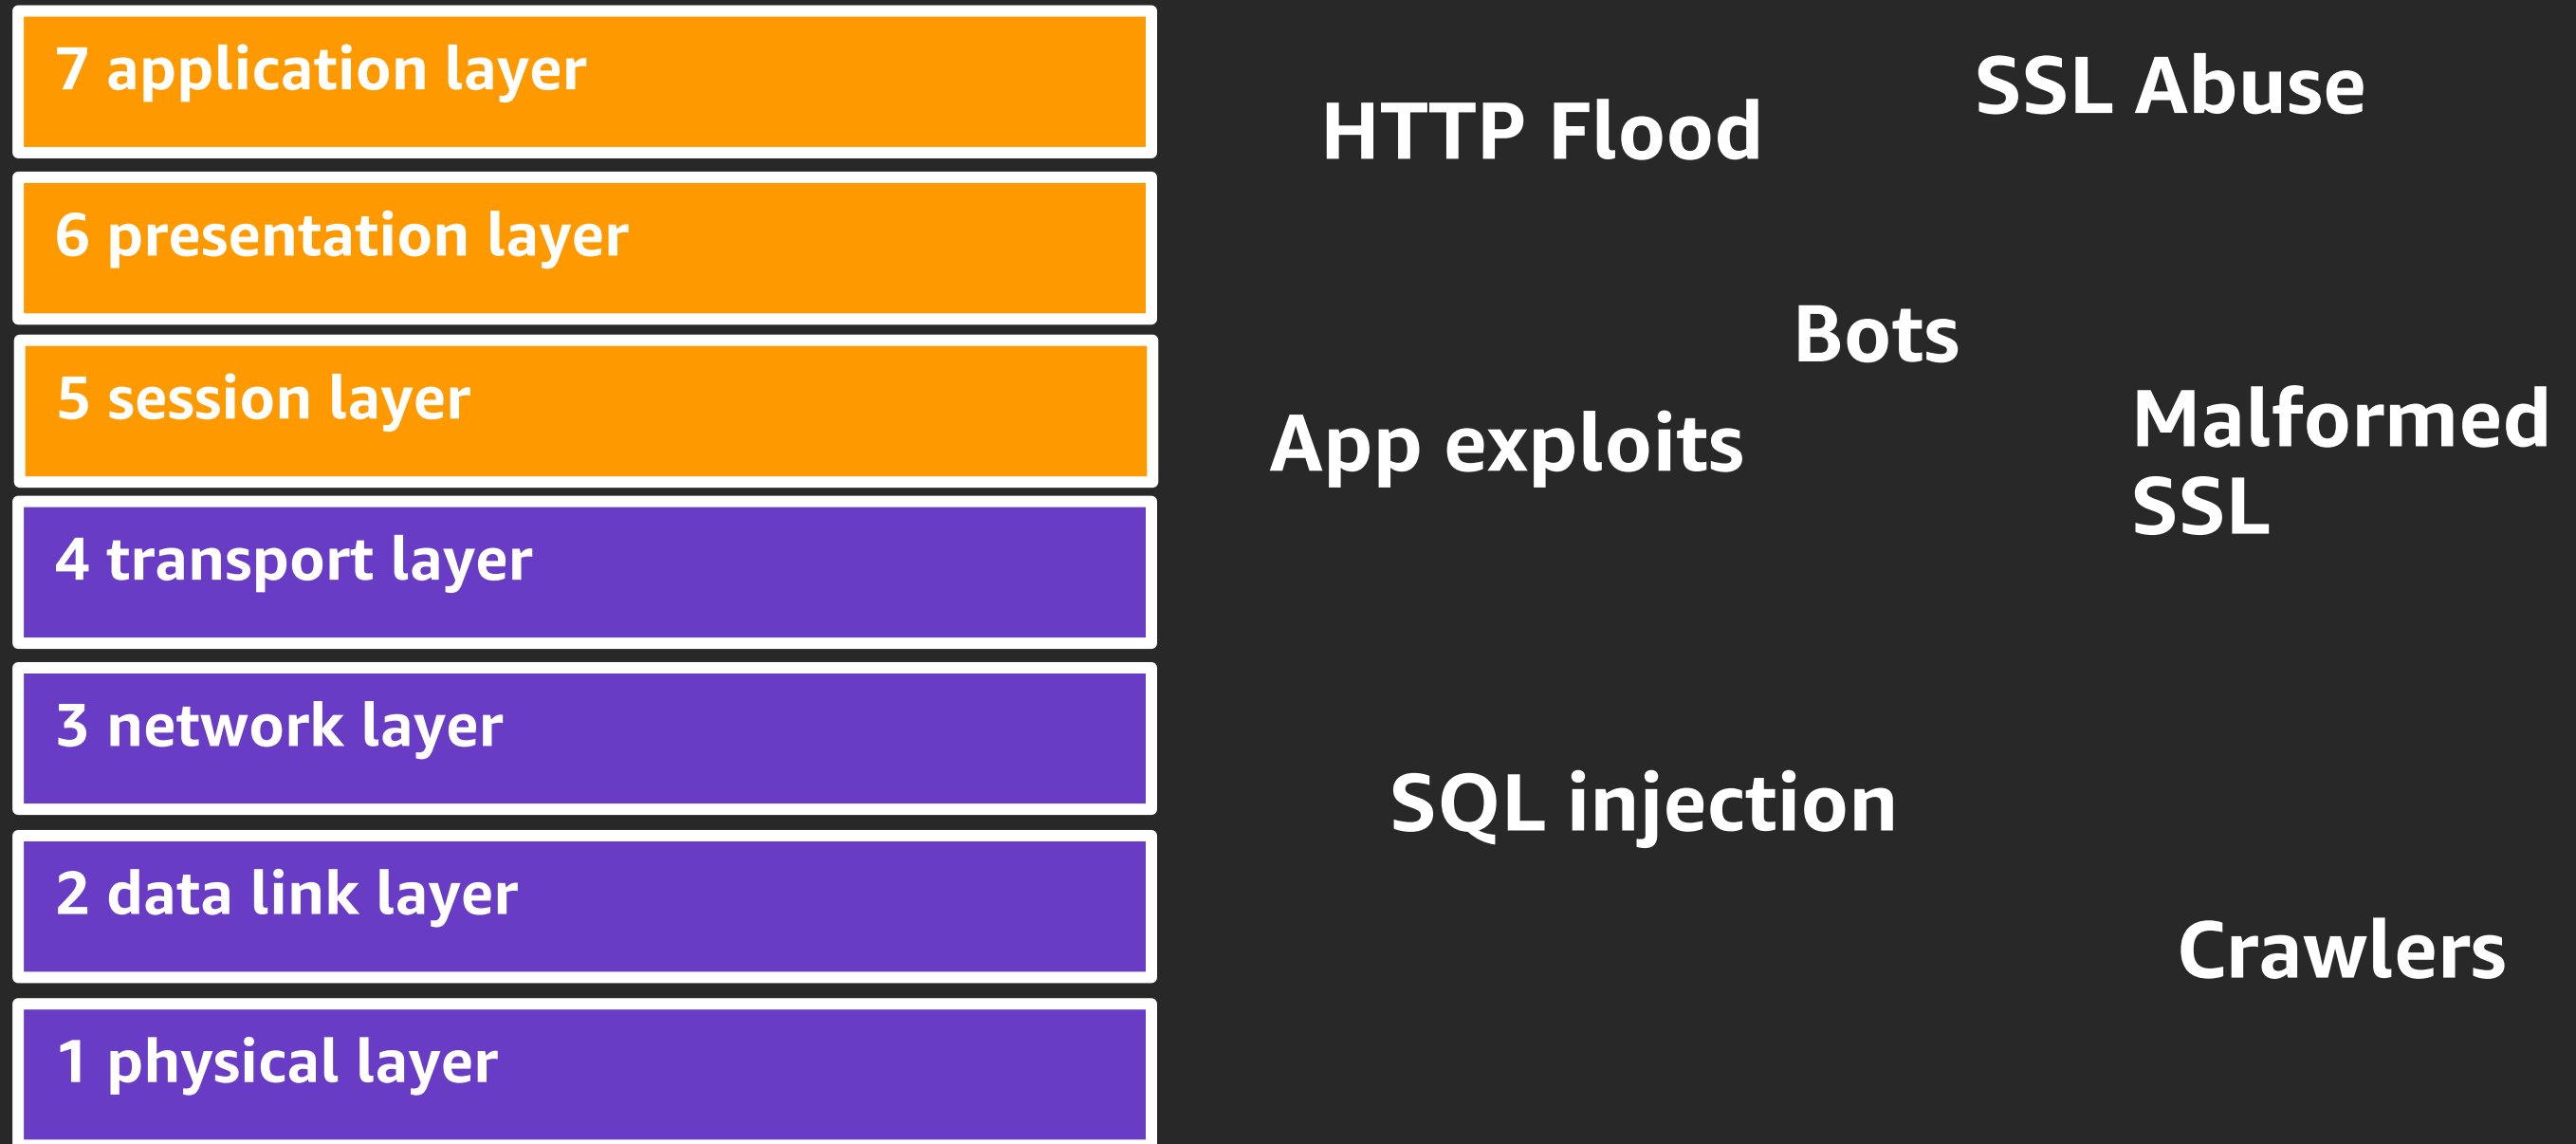 7 application layer
6 presentation layer
5 session layer
4 transport layer
3 network layer
2 data link layer
1 physical layer
SSL Abuse
HTTP Flood
Bots
App exploits
Malformed
SSL
SQL injection
Crawlers